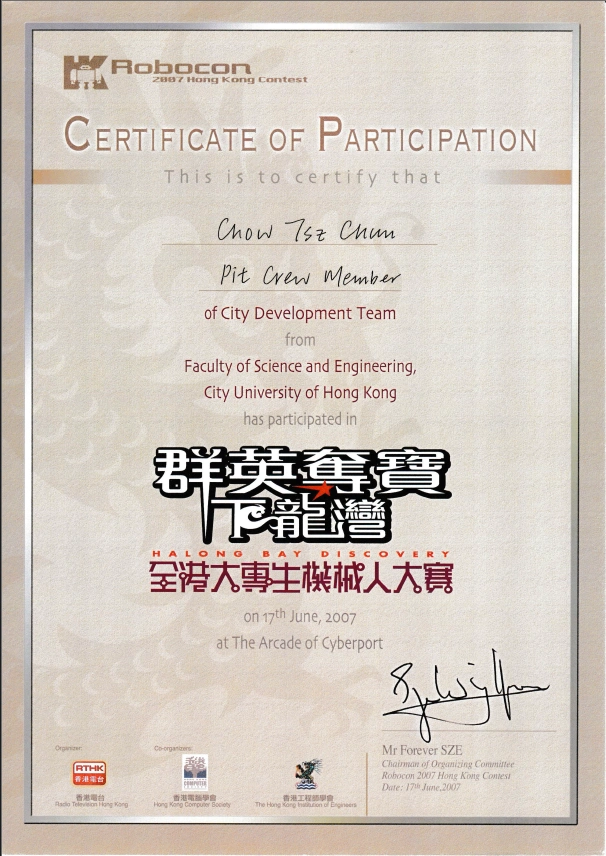 HK Robocon
2007 Hong Kong Contest
CERTIFICATE OF PARTICIPATION
This is to certify that
Chow Tsz Chun
Pit Crew Member
of City Development Team
from
Faculty of Science and Engineering,
City University of Hong Kong
has participated in
群英奪寶
下龍灣
HALONG BAY DISCOVERY
全港大專生機械人大賽
on 17th June, 2007
at The Arcade of Cyberport
Mr Forever SZE
Chairman of Organizing Committee
Robocon 2007 Hong Kong Contest
Date: 17th June,2007
Organizer:
RTHK
香港電台
香港電台
Radio Television Hong Kong
Co-organizers:
COMPUTER
香港電腦學會
Hong Kong Computer Society
香港工程師學會
The Hong Kong Institution of Engineers